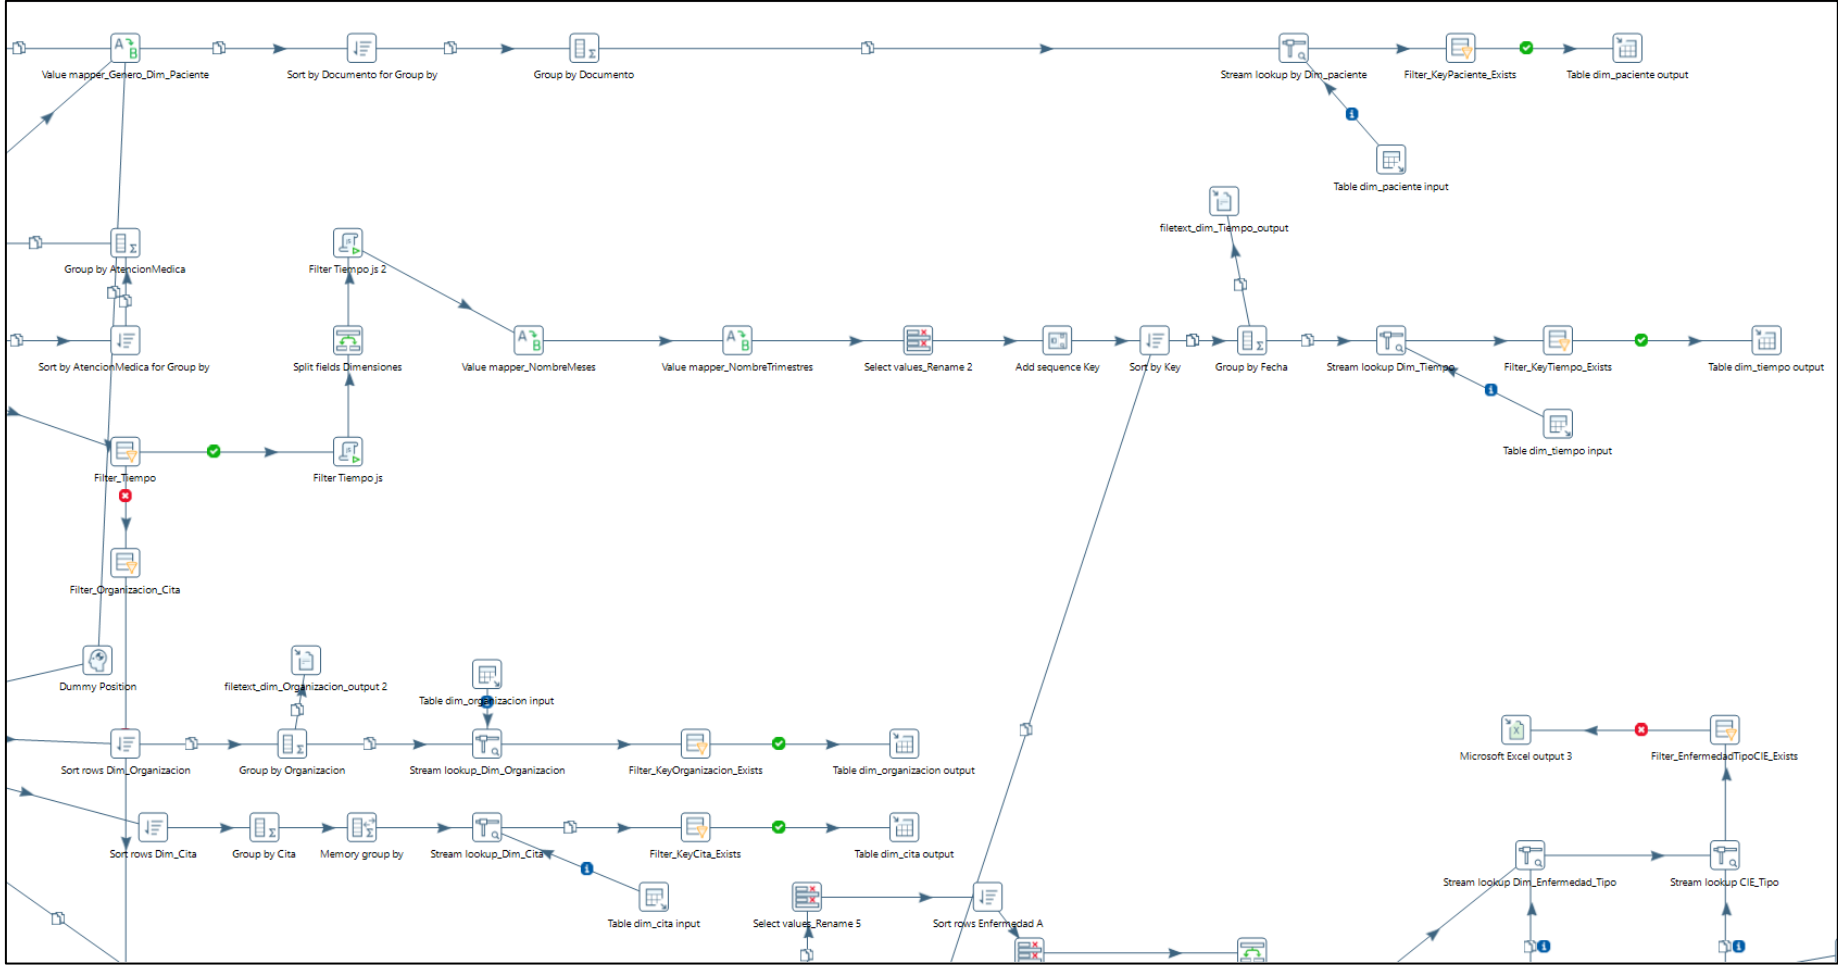 Value mapper_Genero_Dim_Paciente
Sort by Documento for Group by
Group by Documento
Stream lookup by Dim_paciente
Filter_KeyPaciente_Exists
Table dim_paciente output
Table dim_paciente input
filetext_dim_Tiempo_output
Group by AtencionMedica
Filter Tiempo js 2
Sort by AtencionMedica for Group by
Split fields Dimensiones
Value mapper_NombreMeses
Value mapper_NombreTrimestres
Select values_Rename 2
Add sequence Key
Sort by Key
Group by Fecha
Stream lookup Dim_Tiempo
Filter_KeyTiempo_Exists
Table dim_tiempo output
Table dim_tiempo input
Filter_Tiempo
Filter Tiempo js
Filter_Organizacion_Cita
Dummy Position
filetext_dim_Organizacion_output 2
Table dim_organizacion input
Sort rows Dim_Organizacion
Group by Organizacion
Stream lookup_Dim_Organizacion
Filter_KeyOrganizacion_Exists
Table dim_organizacion output
Microsoft Excel output 3
Filter_EnfermedadTipoCIE_Exists
Sort rows Dim_Cita
Group by Cita
Memory group by
Stream lookup_Dim_Cita
Filter_KeyCita_Exists
Table dim_cita output
Stream lookup Dim_Enfermedad_Tipo
Stream lookup CIE_Tipo
Table dim_cita input
Select values_Rename 5
Sort rows Enfermedad A